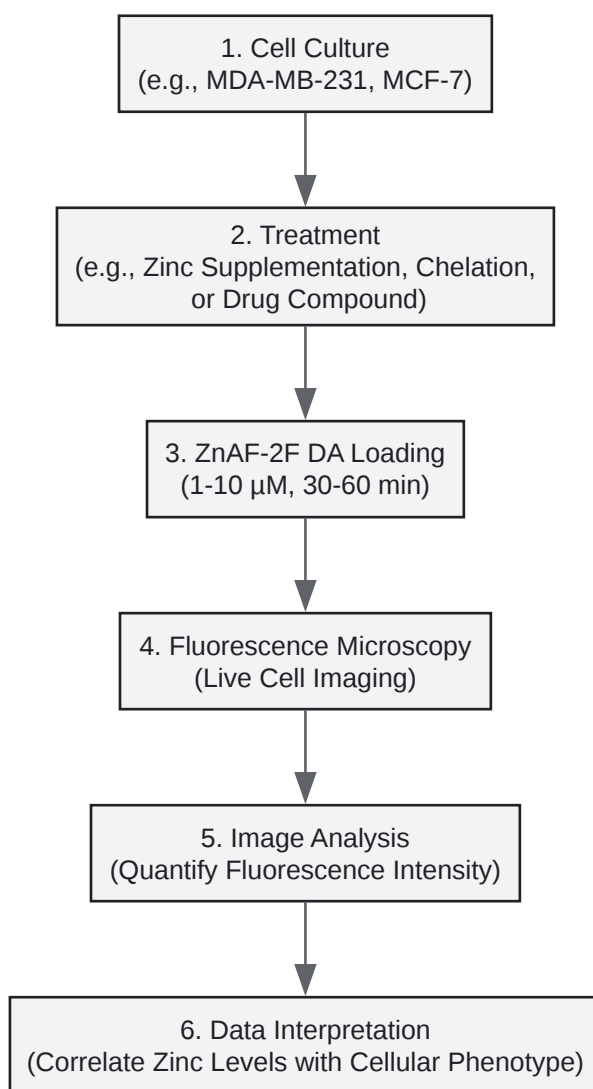 1. Cell Culture
(e.g., MDA-MB-231, MCF-7)
2. Treatment
(e.g., Zinc Supplementation, Chelation,
or Drug Compound)
3. ZnAF-2F DA Loading
(1-10 µM, 30-60 min)
4. Fluorescence Microscopy
(Live Cell Imaging)
5. Image Analysis
(Quantify Fluorescence Intensity)
6. Data Interpretation
(Correlate Zinc Levels with Cellular Phenotype)